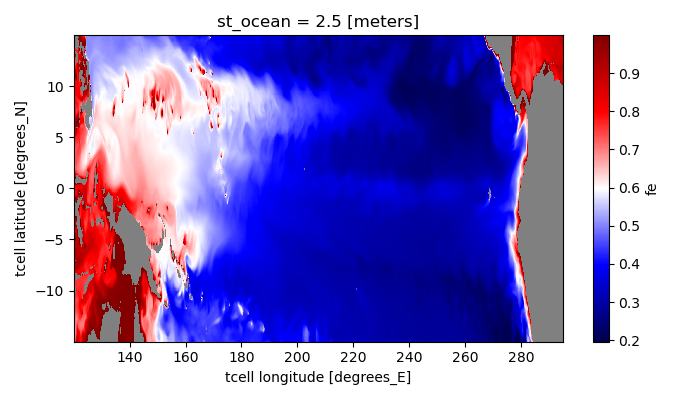 st_ocean = 2.5 [meters]
10
5
0
−5
−10
tcell latitude [degrees_N]
140 160 180 200 220 240 260 280
tcell longitude [degrees_E]
0.9
0.8
0.7
0.6
0.5
0.4
0.3
0.2
fe